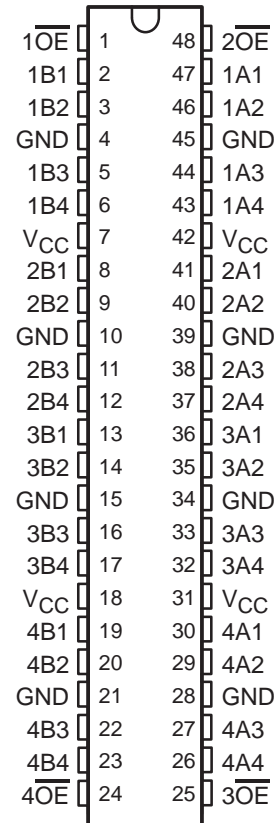 1O̅E̅ 1 48 2O̅E̅
1B1 2 47 1A1
1B2 3 46 1A2
GND 4 45 GND
1B3 5 44 1A3
1B4 6 43 1A4
VCC 7 42 VCC
2B1 8 41 2A1
2B2 9 40 2A2
GND 10 39 GND
2B3 11 38 2A3
2B4 12 37 2A4
3B1 13 36 3A1
3B2 14 35 3A2
GND 15 34 GND
3B3 16 33 3A3
3B4 17 32 3A4
VCC 18 31 VCC
4B1 19 30 4A1
4B2 20 29 4A2
GND 21 28 GND
4B3 22 27 4A3
4B4 23 26 4A4
4O̅E̅ 24 25 3O̅E̅